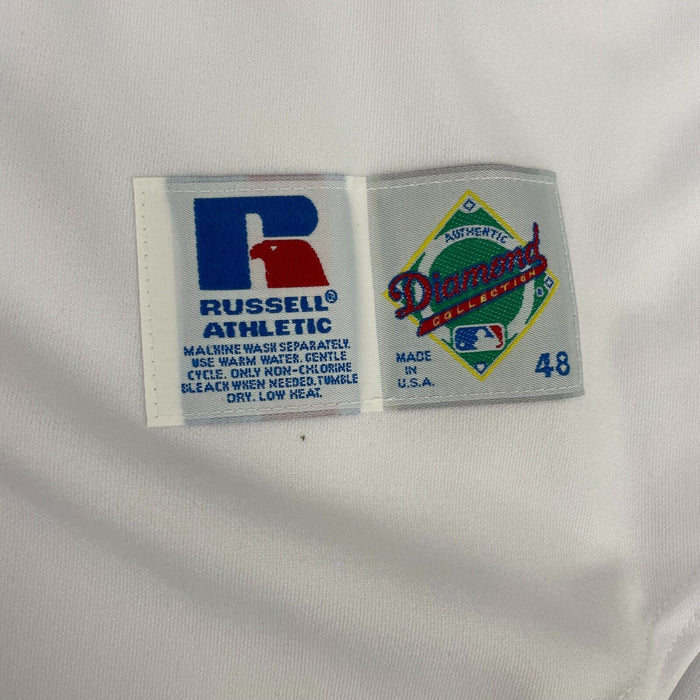 RUSSELL®
ATHLETIC
MACHINE WASH SEPARATELY.
USE WARM WATER. GENTLE
CYCLE. ONLY NON-CHLORINE
BLEACH WHEN NEEDED. TUMBLE
DRY. LOW HEAT.
AUTHENTIC
Diamond
COLLECTION
MADE
IN
U.S.A.
48